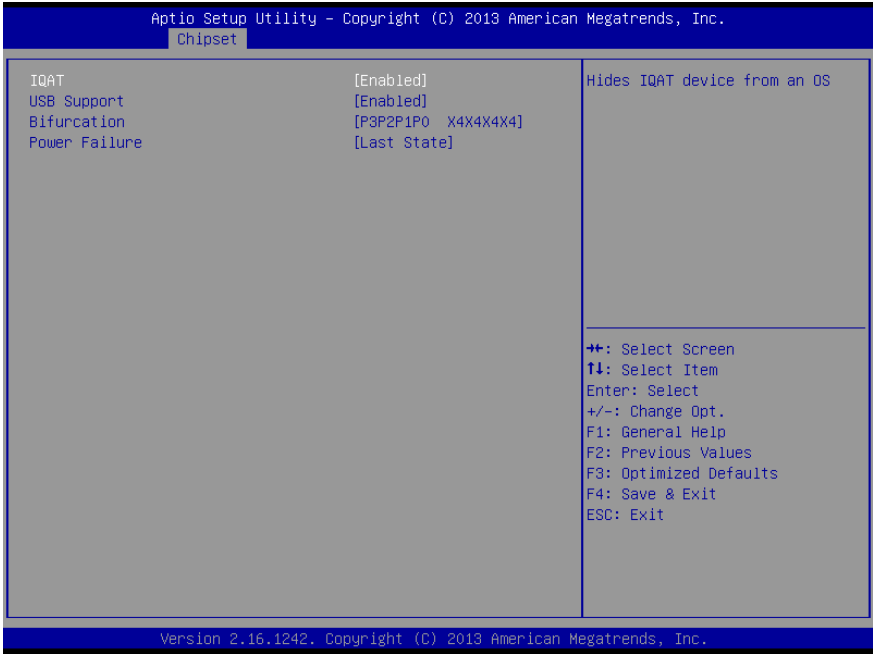 Aptio Setup Utility – Copyright (C) 2013 American Megatrends, Inc.
Chipset
IQAT [Enabled]
USB Support [Enabled]
Bifurcation [P3P2P1P0 X4X4X4X4]
Power Failure [Last State]
Hides IQAT device from an OS
→←: Select Screen
↑↓: Select Item
Enter: Select
+/-: Change Opt.
F1: General Help
F2: Previous Values
F3: Optimized Defaults
F4: Save & Exit
ESC: Exit
Version 2.16.1242. Copyright (C) 2013 American Megatrends, Inc.